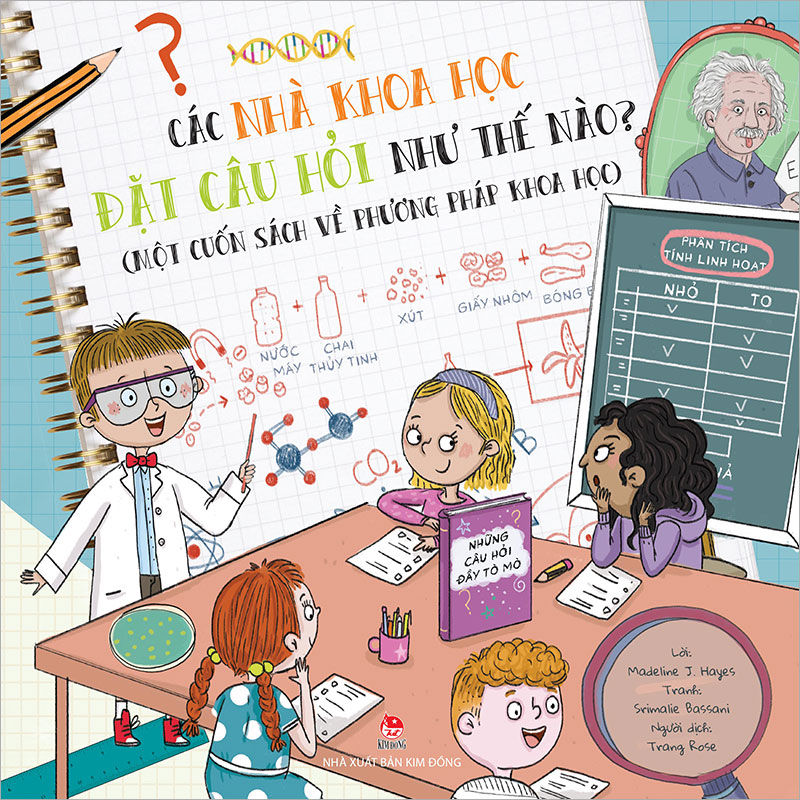 ?
CÁC NHÀ KHOA HỌC
ĐẶT CÂU HỎI NHƯ THẾ NÀO?
(MỘT CUỐN SÁCH VỀ PHƯƠNG PHÁP KHOA HỌC)
E
PHÂN TÍCH
TÍNH LINH HOẠT
NHỎ TO
NƯỚC
MÁY
CHAI
THỦY TINH
XÚT
GIẤY NHÔM
BÓNG B
CO2
B
NHỮNG
CÂU HỎI
ĐẦY TÒ MÒ
Lời:
Madeline J. Hayes
Tranh:
Srimalie Bassani
Người dịch:
Trang Rose
KIM ĐỒNG
NHÀ XUẤT BẢN KIM ĐỒNG